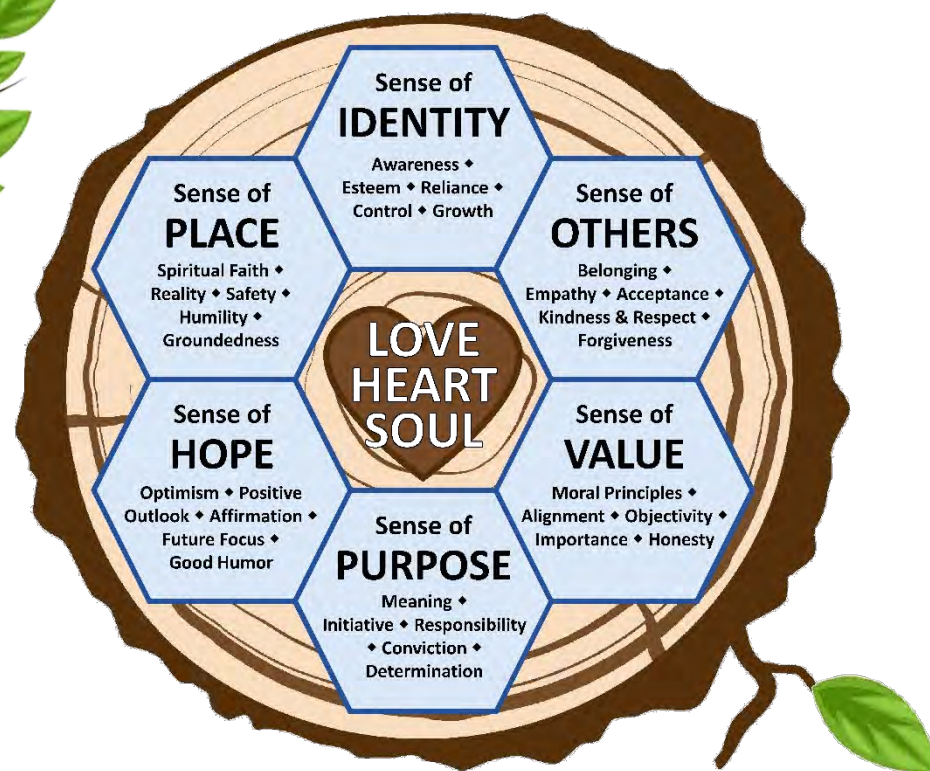 Sense of
IDENTITY
Awareness ◆
Esteem ◆ Reliance ◆
Control ◆ Growth
Sense of
OTHERS
Belonging ◆
Empathy ◆ Acceptance ◆
Kindness & Respect ◆
Forgiveness
Sense of
VALUE
Moral Principles ◆
Alignment ◆ Objectivity ◆
Importance ◆ Honesty
Sense of
PURPOSE
Meaning ◆
Initiative ◆ Responsibility
◆ Conviction ◆
Determination
Sense of
HOPE
Optimism ◆ Positive
Outlook ◆ Affirmation ◆
Future Focus ◆
Good Humor
Sense of
PLACE
Spiritual Faith ◆
Reality ◆ Safety ◆
Humility ◆
Groundedness
LOVE
HEART
SOUL